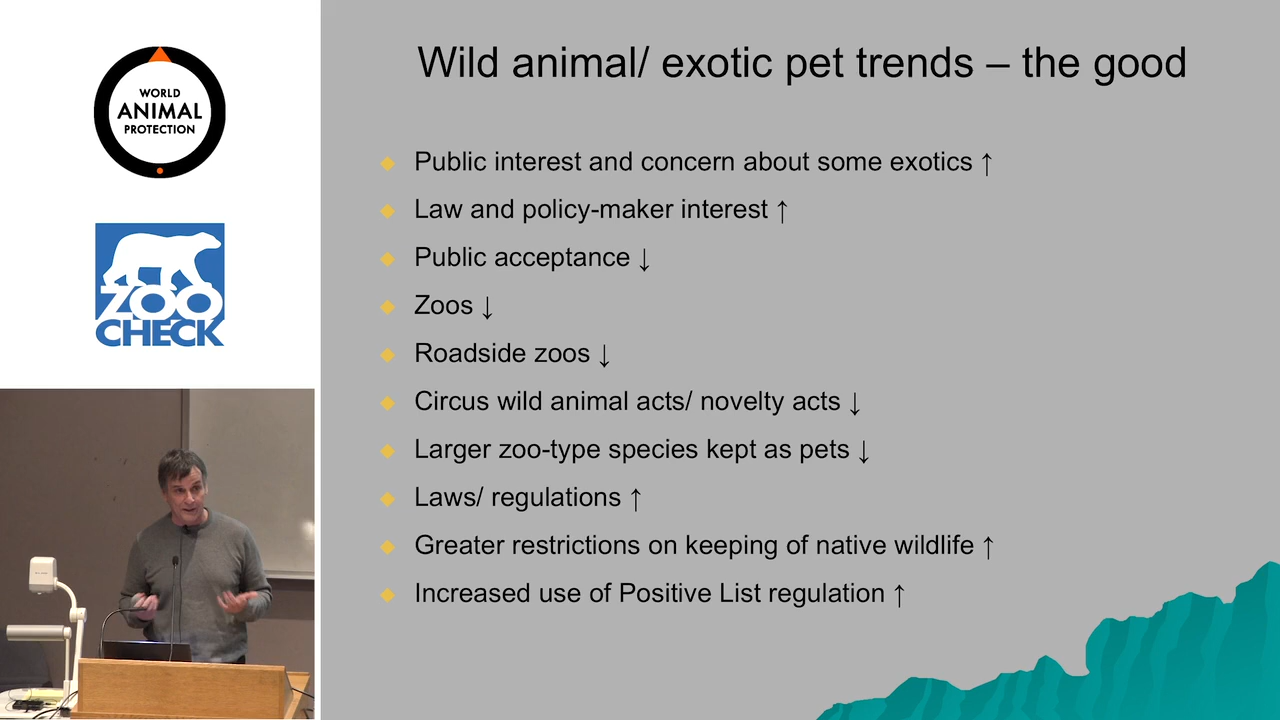 WORLD
ANIMAL
PROTECTION
ZOO
CHECK
Wild animal/ exotic pet trends – the good
Public interest and concern about some exotics ↑
Law and policy-maker interest ↑
Public acceptance ↓
Zoos ↓
Roadside zoos ↓
Circus wild animal acts/ novelty acts ↓
Larger zoo-type species kept as pets ↓
Laws/ regulations ↑
Greater restrictions on keeping of native wildlife ↑
Increased use of Positive List regulation ↑